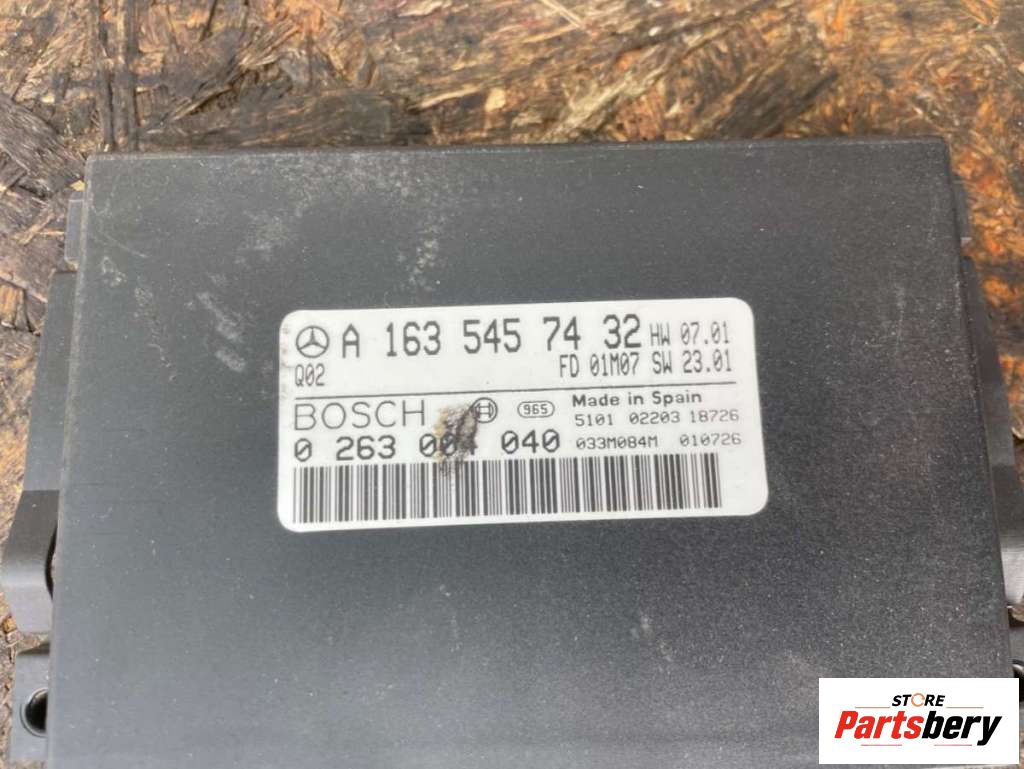 A 163 545 74 32 HW 07.01
Q02 FD 01M07 SW 23.01
BOSCH 965 Made in Spain
5101 02203 18726
0 263 004 040 033M084M 010726
STORE
Partsbery